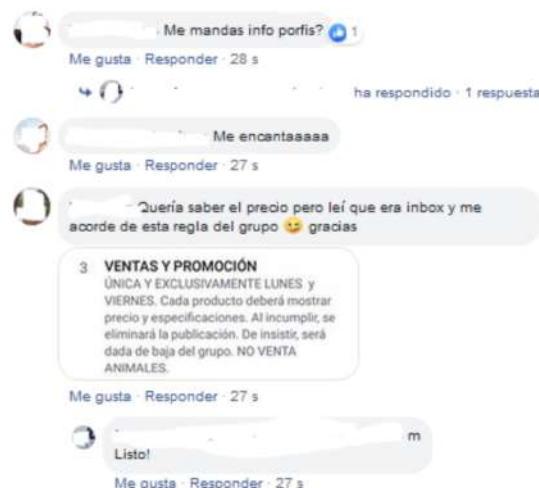 Me mandas info porfis? 1
Me gusta · Responder · 28 s
ha respondido · 1 respuesta
Me encantaaaaa
Me gusta · Responder · 27 s
Quería saber el precio pero leí que era inbox y me
acorde de esta regla del grupo 😜 gracias
3 VENTAS Y PROMOCIÓN
ÚNICA Y EXCLUSIVAMENTE LUNES y
VIERNES. Cada producto deberá mostrar
precio y especificaciones. Al incumplir, se
eliminará la publicación. De insistir, será
dada de baja del grupo. NO VENTA
ANIMALES.
Me gusta · Responder · 27 s
m
Listo!
Me gusta · Responder · 27 s